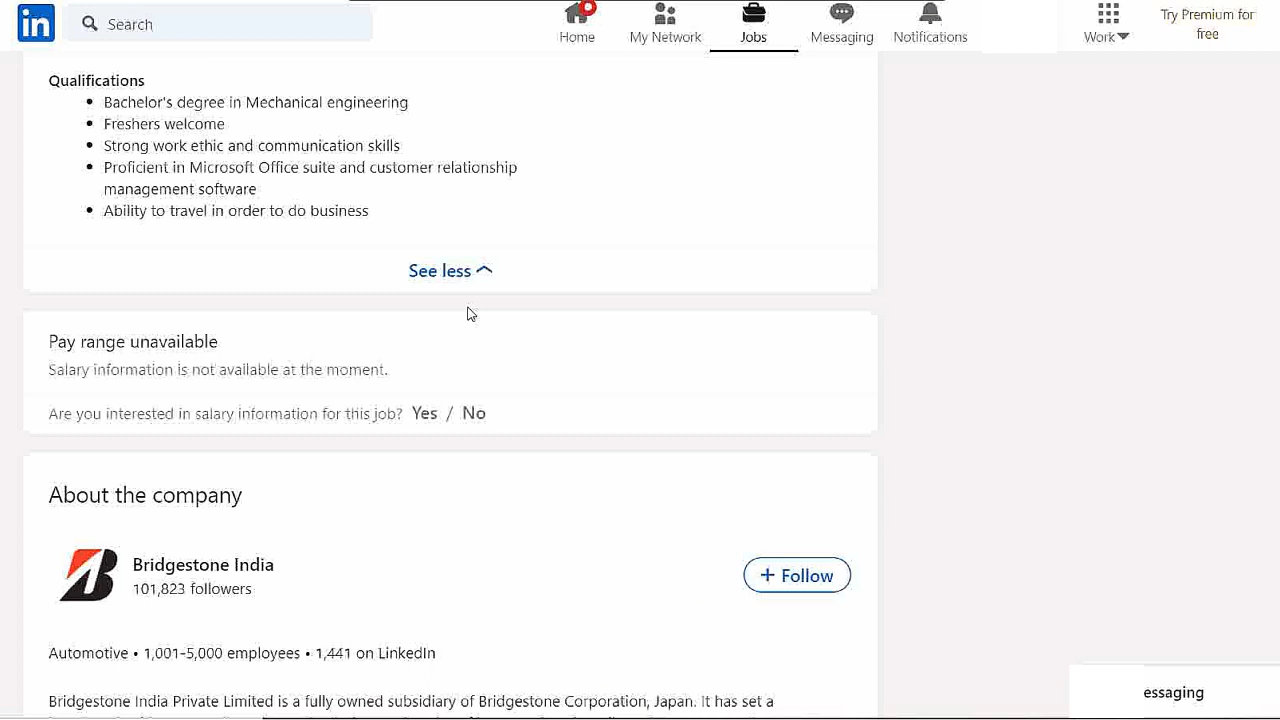 in
Search
Home
My Network
Jobs
Messaging
Notifications
Work
Try Premium for
free
Qualifications
• Bachelor's degree in Mechanical engineering
• Freshers welcome
• Strong work ethic and communication skills
• Proficient in Microsoft Office suite and customer relationship
management software
• Ability to travel in order to do business
See less
Pay range unavailable
Salary information is not available at the moment.
Are you interested in salary information for this job? Yes / No
About the company
Bridgestone India
101,823 followers
+ Follow
Automotive • 1,001-5,000 employees • 1,441 on LinkedIn
Bridgestone India Private Limited is a fully owned subsidiary of Bridgestone Corporation, Japan. It has set a
essaging